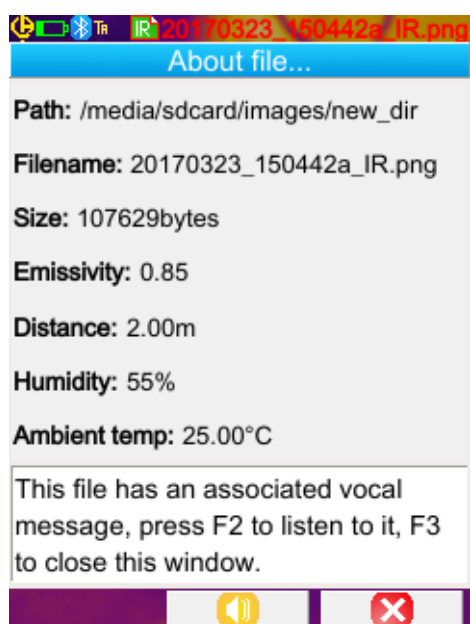 TR IR 20170323_150442a_IR.png
About file...
Path: /media/sdcard/images/new_dir
Filename: 20170323_150442a_IR.png
Size: 107629bytes
Emissivity: 0.85
Distance: 2.00m
Humidity: 55%
Ambient temp: 25.00°C
This file has an associated vocal
message, press F2 to listen to it, F3
to close this window.